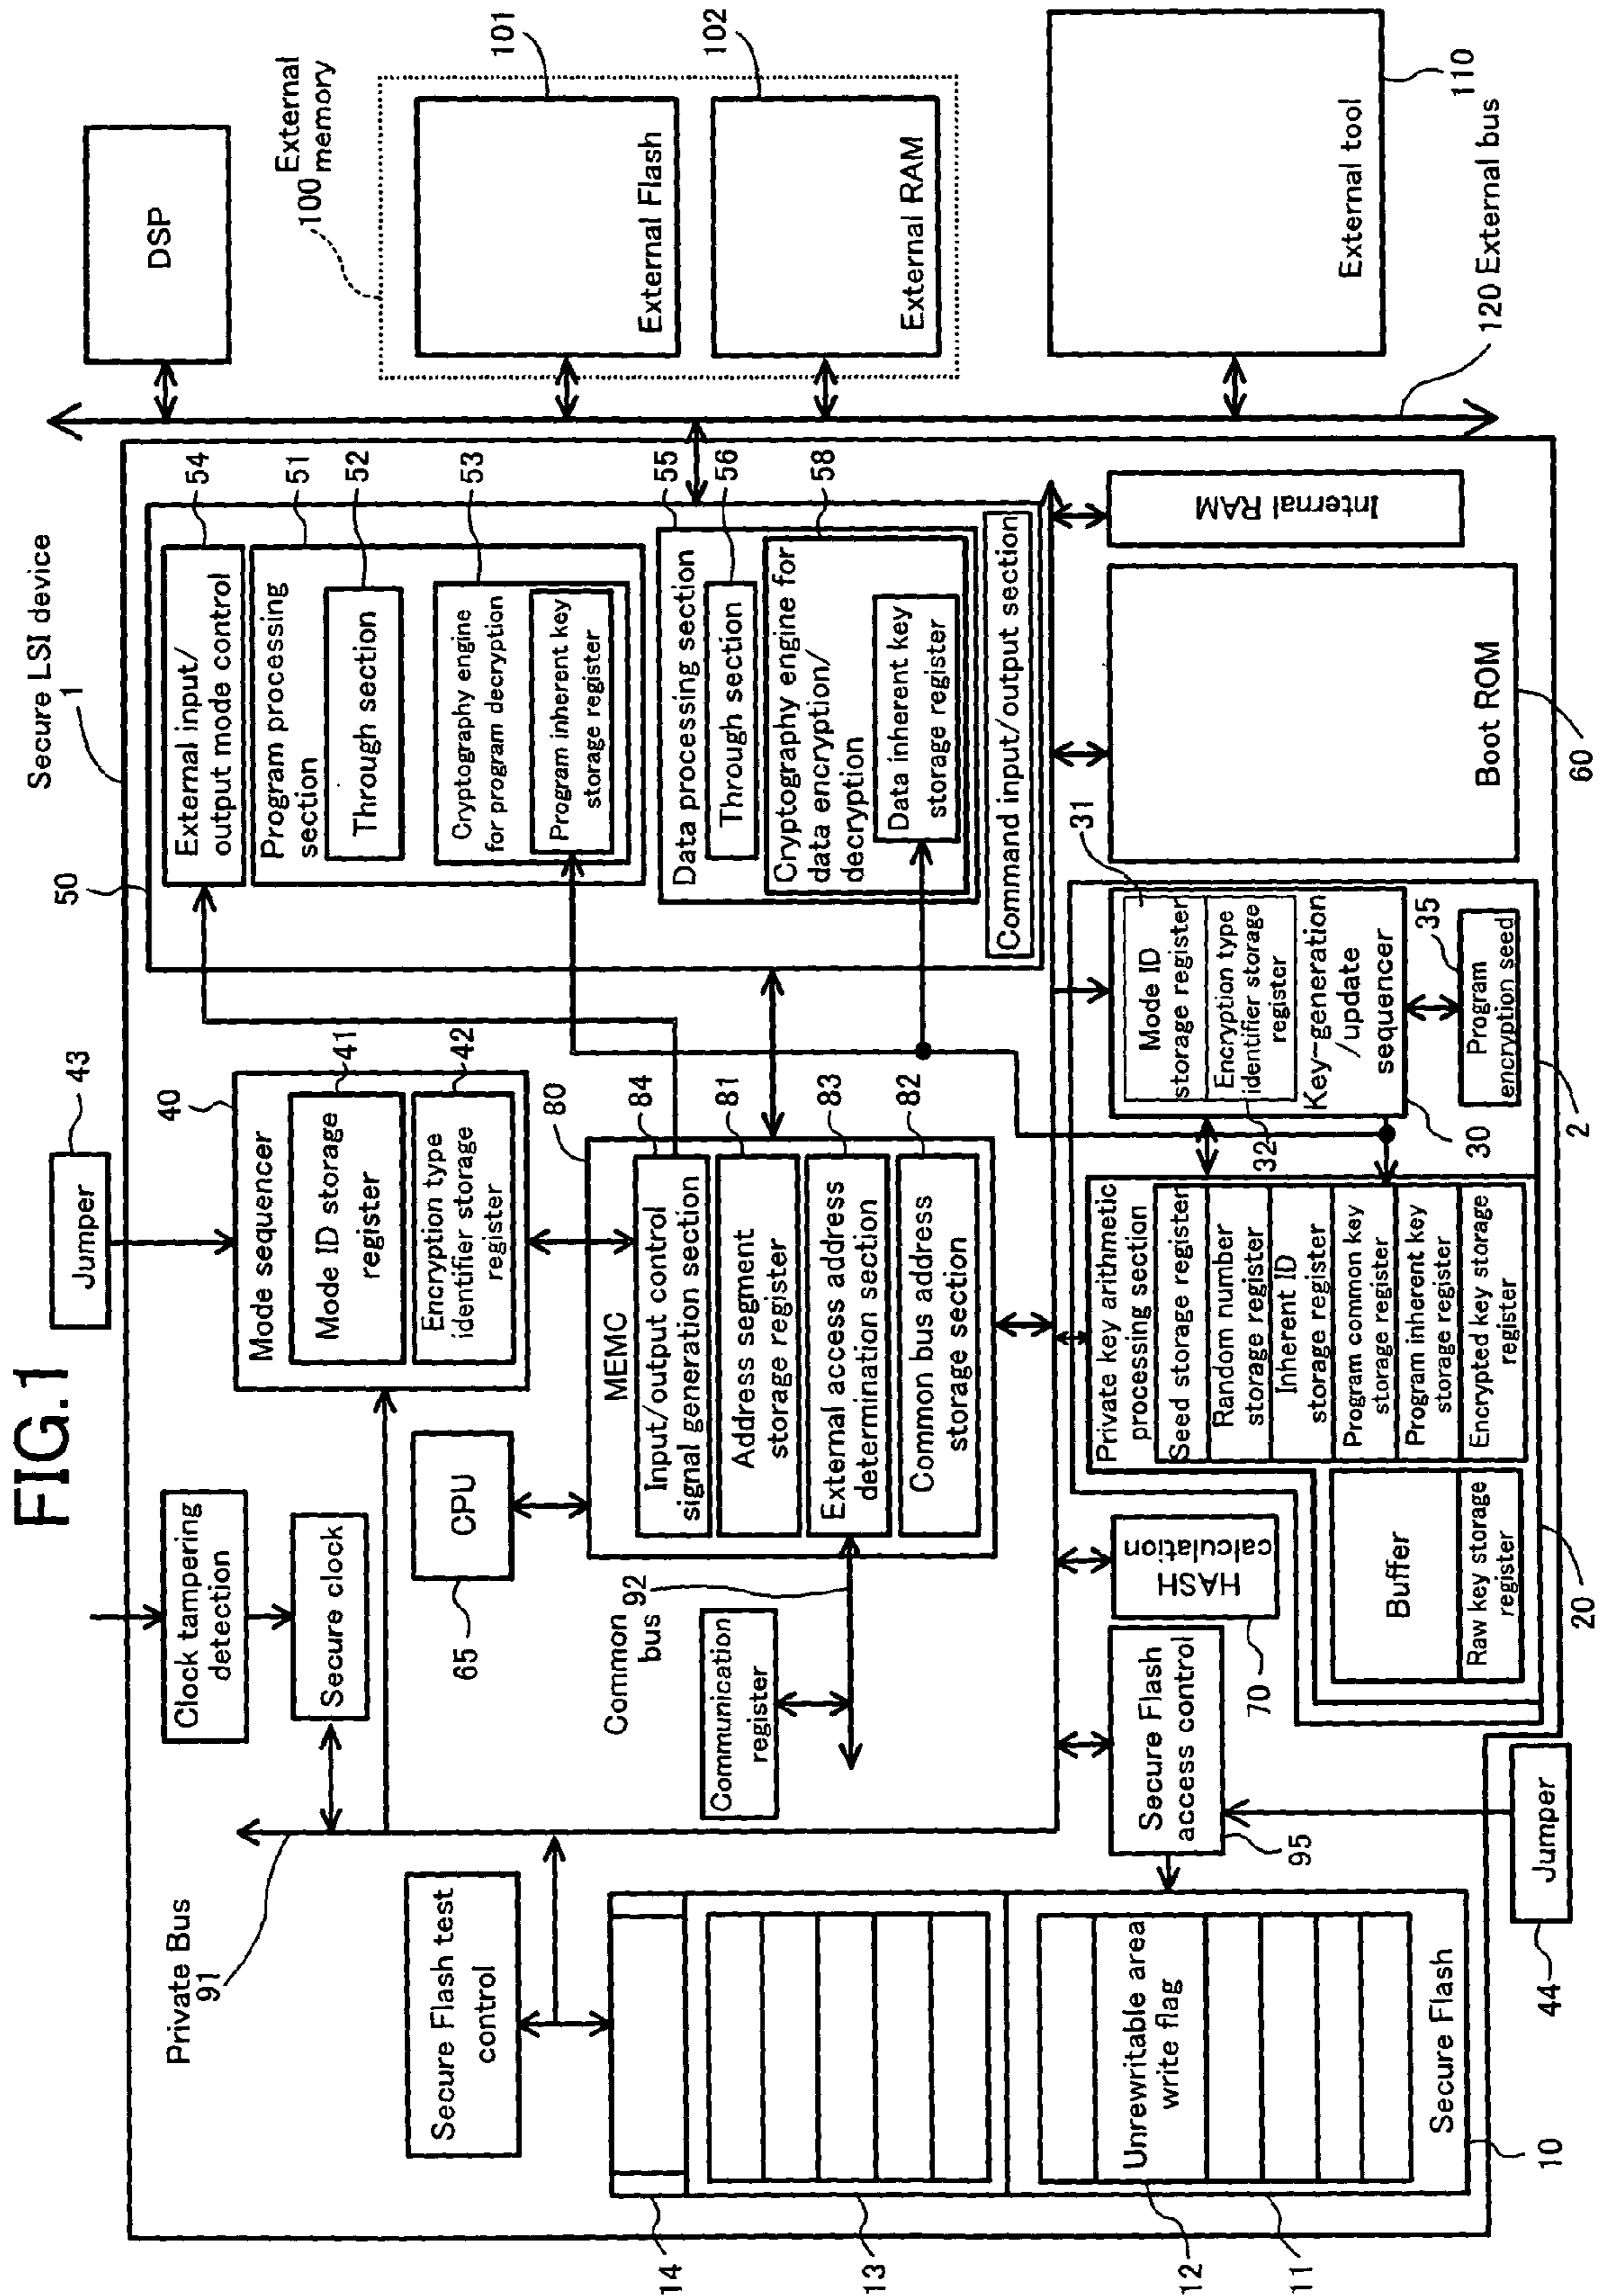 FIG.1
Secure LSI device
1
Private Bus
91
Clock tampering
detection
Secure clock
Jumper
43
Mode sequencer
40
Mode ID storage
register
41
Encryption type
identifier storage
register
42
50
External input/
output mode control
54
Program processing
section
51
Through section
52
Cryptography engine
for program decryption
53
Program inherent key
storage register
Data processing section
55
Through section
56
Cryptography engine for
data encryption/
decryption
58
Data inherent key
storage register
Command input/output section
DSP
External
memory
100
External Flash
101
External RAM
102
External tool
110
120 External bus
Secure Flash test
control
CPU
65
Common
bus
92
Communication
register
MEMC
80
Input/output control
signal generation section
84
Address segment
storage register
81
External access address
determination section
83
Common bus address
storage section
82
14
13
12
11
Unrewritable area
write flag
Secure Flash
10
Secure Flash
access control
95
Jumper
44
HASH
calculation
70
Private key arithmetic
processing section
Seed storage register
Random number
storage register
Inherent ID
storage register
Program common key
storage register
Program inherent key
storage register
Encrypted key storage
register
Buffer
Raw key storage
register
20
Mode ID
storage register
31
Encryption type
identifier storage
register
32
Key-generation
/update
sequencer
30
Program
encryption seed
35
2
Boot ROM
60
Internal RAM